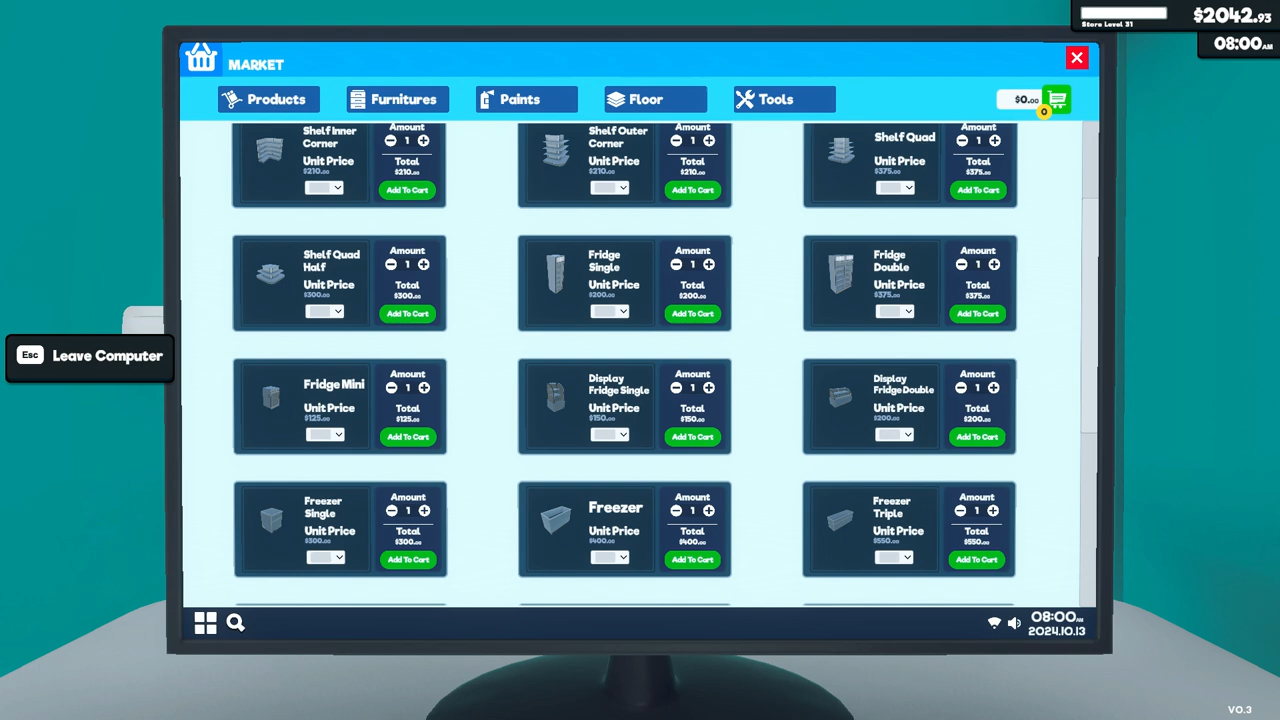 $2042.93
Store Level 31
08:00AM
MARKET
Products
Furnitures
Paints
Floor
Tools
$0.00
0
Shelf Inner
Corner
Unit Price
$210.00
Amount
1
Total
$210.00
Add To Cart
Shelf Outer
Corner
Unit Price
$210.00
Amount
1
Total
$210.00
Add To Cart
Shelf Quad
Unit Price
$375.00
Amount
1
Total
$375.00
Add To Cart
Shelf Quad
Half
Unit Price
$300.00
Amount
1
Total
$300.00
Add To Cart
Fridge
Single
Unit Price
$200.00
Amount
1
Total
$200.00
Add To Cart
Fridge
Double
Unit Price
$375.00
Amount
1
Total
$375.00
Add To Cart
Esc
Leave Computer
Fridge Mini
Unit Price
$125.00
Amount
1
Total
$125.00
Add To Cart
Display
Fridge Single
Unit Price
$150.00
Amount
1
Total
$150.00
Add To Cart
Display
Fridge Double
Unit Price
$200.00
Amount
1
Total
$200.00
Add To Cart
Freezer
Single
Unit Price
$300.00
Amount
1
Total
$300.00
Add To Cart
Freezer
Unit Price
$400.00
Amount
1
Total
$400.00
Add To Cart
Freezer
Triple
Unit Price
$550.00
Amount
1
Total
$550.00
Add To Cart
08:00AM
2024.10.13
V0.3